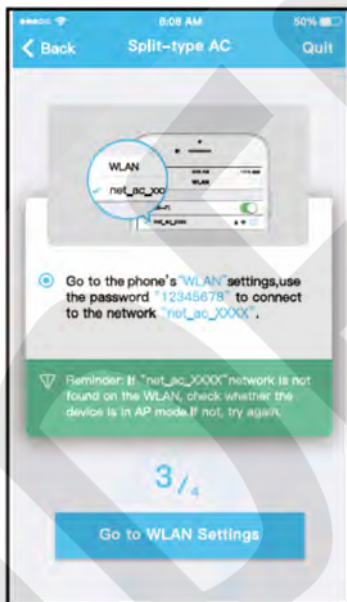 8:08 AM
50%
Back
Split-type AC
Quit
WLAN
net_ac_xxx
WLAN
Go to the phone's"WLAN"settings,use
the password "12345678" to connect
to the network "net_ac_XXXX".
Reminder: If "net_ac_XXXX"network is not
found on the WLAN, check whether the
device is in AP mode.If not, try again.
3/4
Go to WLAN Settings